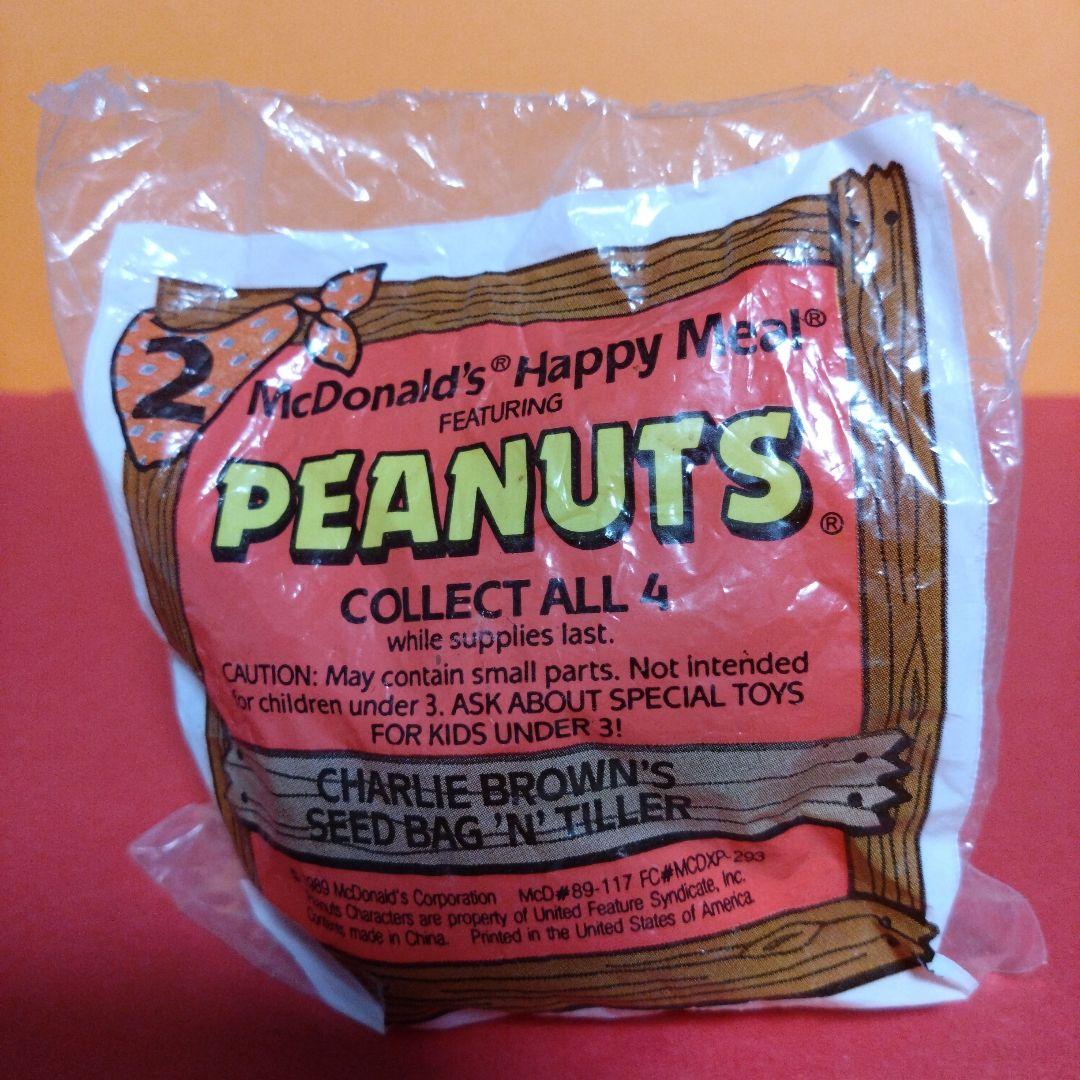 2
McDonald's® Happy Meal®
FEATURING
PEANUTS®
COLLECT ALL 4
while supplies last.
CAUTION: May contain small parts. Not intended
for children under 3. ASK ABOUT SPECIAL TOYS
FOR KIDS UNDER 3!
CHARLIE BROWN'S
SEED BAG 'N' TILLER
1989 McDonald's Corporation McD#89-117 FC#MCDXP-293
Peanuts Characters are property of United Feature Syndicate, Inc.
Contents made in China. Printed in the United States of America.